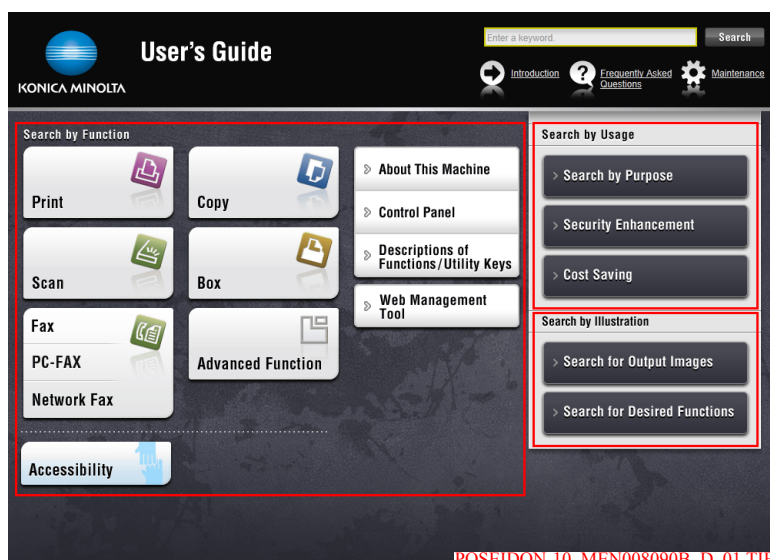 KONICA MINOLTA
User's Guide
Enter a keyword.
Search
Introduction
Frequently Asked
Questions
Maintenance
Search by Function
Print
Copy
Scan
Box
Fax
PC-FAX
Network Fax
Advanced Function
Accessibility
About This Machine
Control Panel
Descriptions of
Functions/Utility Keys
Web Management
Tool
Search by Usage
Search by Purpose
Security Enhancement
Cost Saving
Search by Illustration
Search for Output Images
Search for Desired Functions